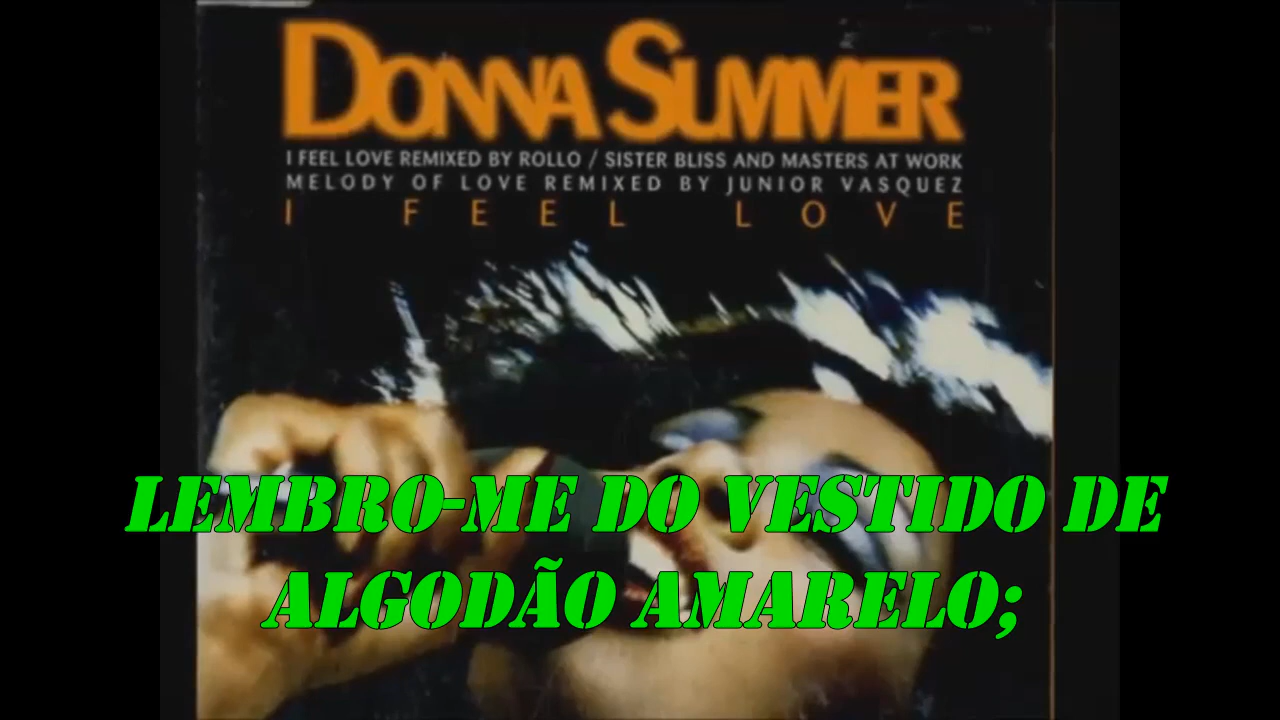 DONNA SUMMER
I FEEL LOVE REMIXED BY ROLLO / SISTER BLISS AND MASTERS AT WORK
MELODY OF LOVE REMIXED BY JUNIOR VASQUEZ
I FEEL LOVE
LEMBRO-ME DO VESTIDO DE
ALGODÃO AMARELO;